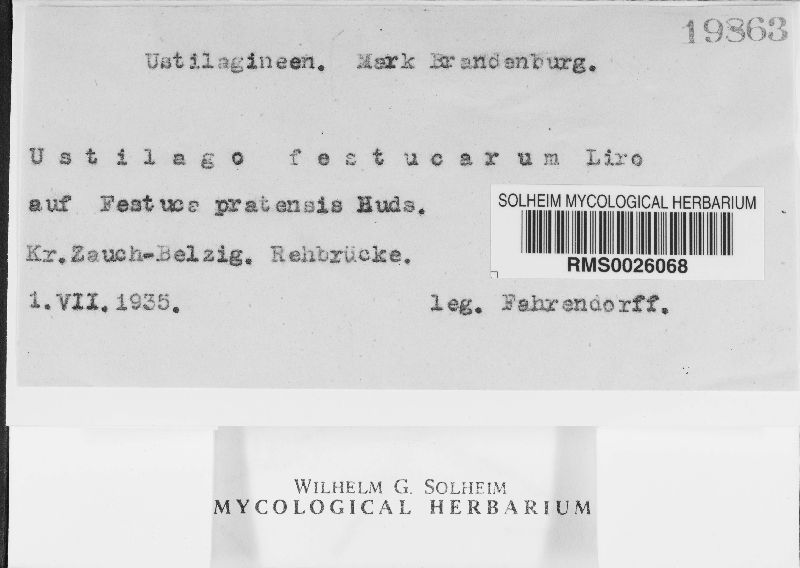 19863
Ustilagineen. Mark Brandenburg.
Ustilago festucarum Liro
auf Festuca pratensis Huds.
SOLHEIM MYCOLOGICAL HERBARIUM
RMS0026068
Kr.Zauch-Belzig. Rehbrücke.
1.VII.1935. leg. Fahrendorff.
WILHELM G. SOLHEIM
MYCOLOGICAL HERBARIUM